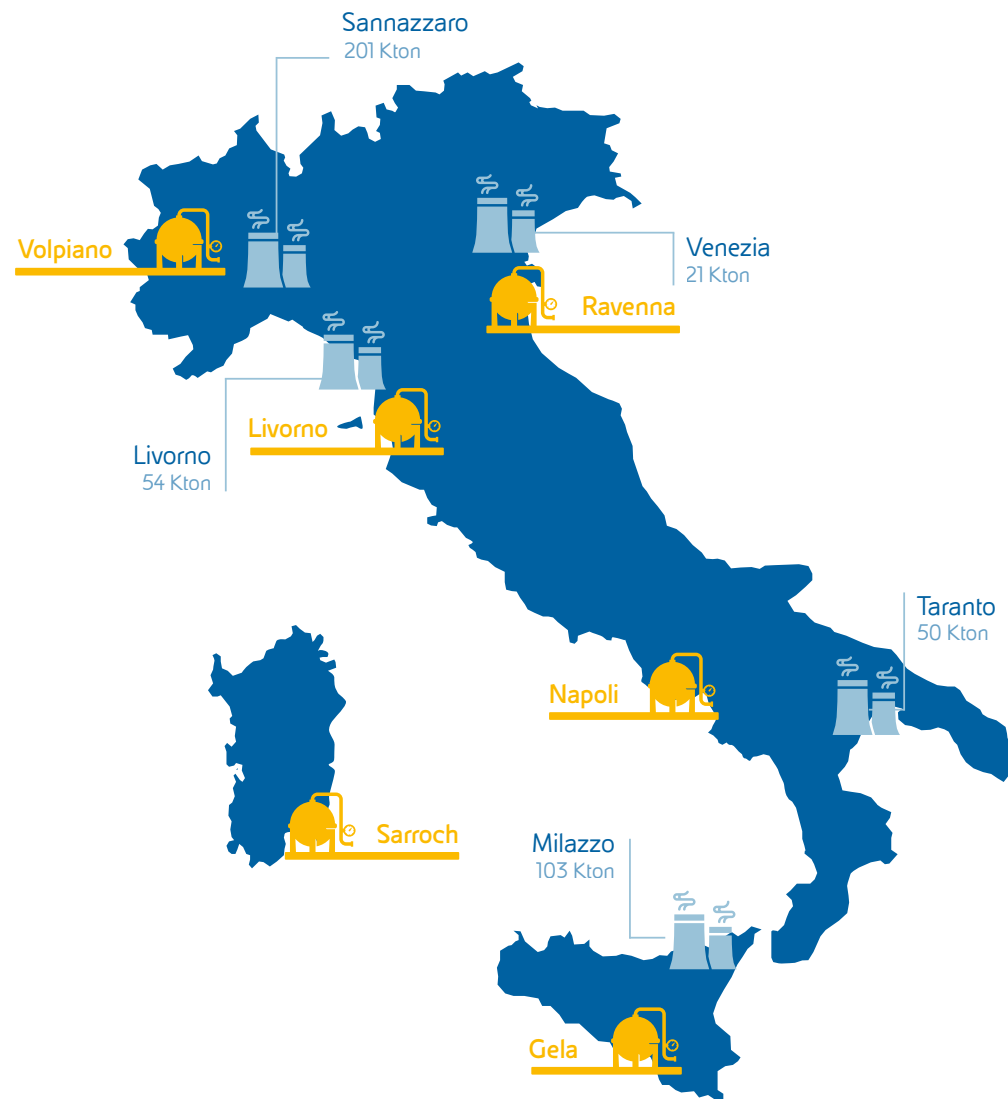 Sannazzaro
201 Kton
Volpiano
Venezia
21 Kton
Ravenna
Livorno
Livorno
54 Kton
Taranto
50 Kton
Napoli
Sarroch
Milazzo
103 Kton
Gela